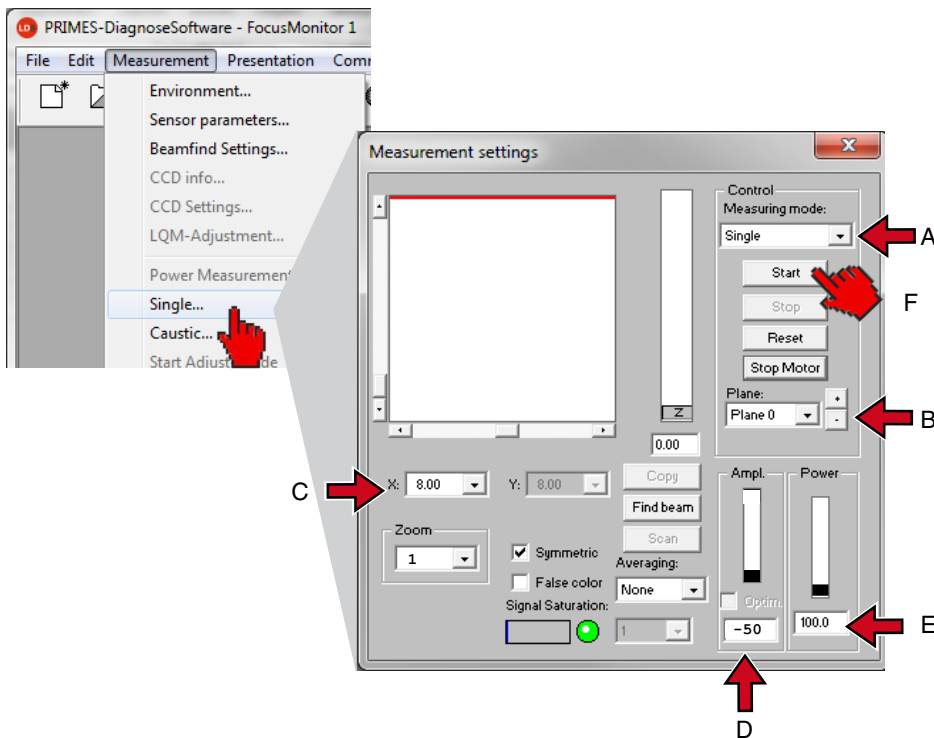 LD PRIMES-DiagnoseSoftware - FocusMonitor 1
File Edit Measurement Presentation
Environment...
Sensor parameters...
Beamfind Settings...
CCD info...
CCD Settings...
LQM-Adjustment...
Power Measurement
Single...
Caustic...
Measurement settings
Control
Measuring mode:
Single
A
Start
F
Stop
Reset
Stop Motor
Plane:
Plane 0
+
-
B
Z
0.00
C
X: 8.00 Y: 8.00
Copy
Find beam
Scan
Zoom
1
Symmetric
False color
Signal Saturation:
Averaging:
None
1
Ampl.
Optim.
-50
Power
100.0
E
D